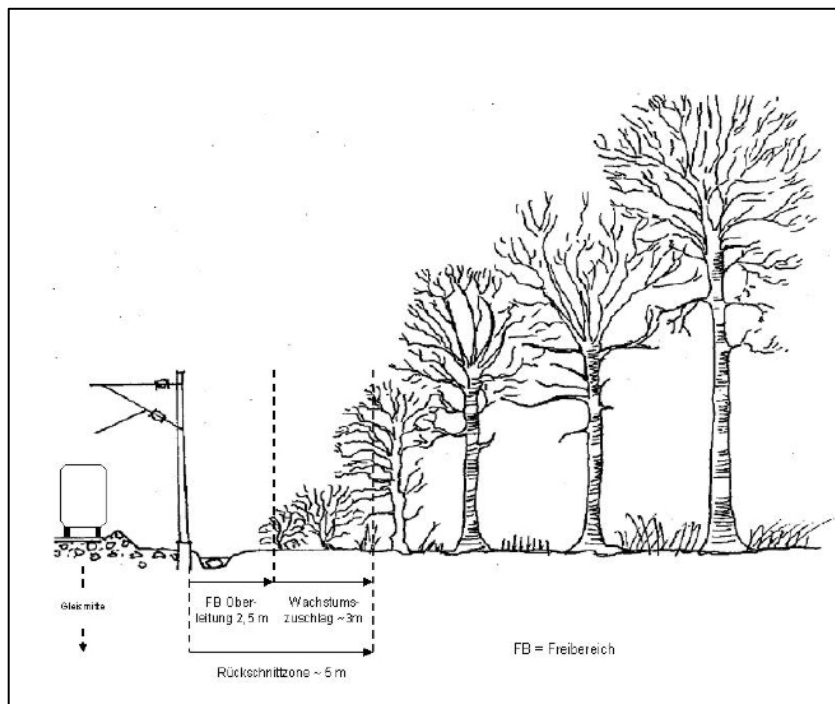 Gleismitte
FB Ober-
leitung 2,5 m
Wachstums-
zuschlag ~3m
FB = Freibereich
Rückschnittzone ~ 5 m